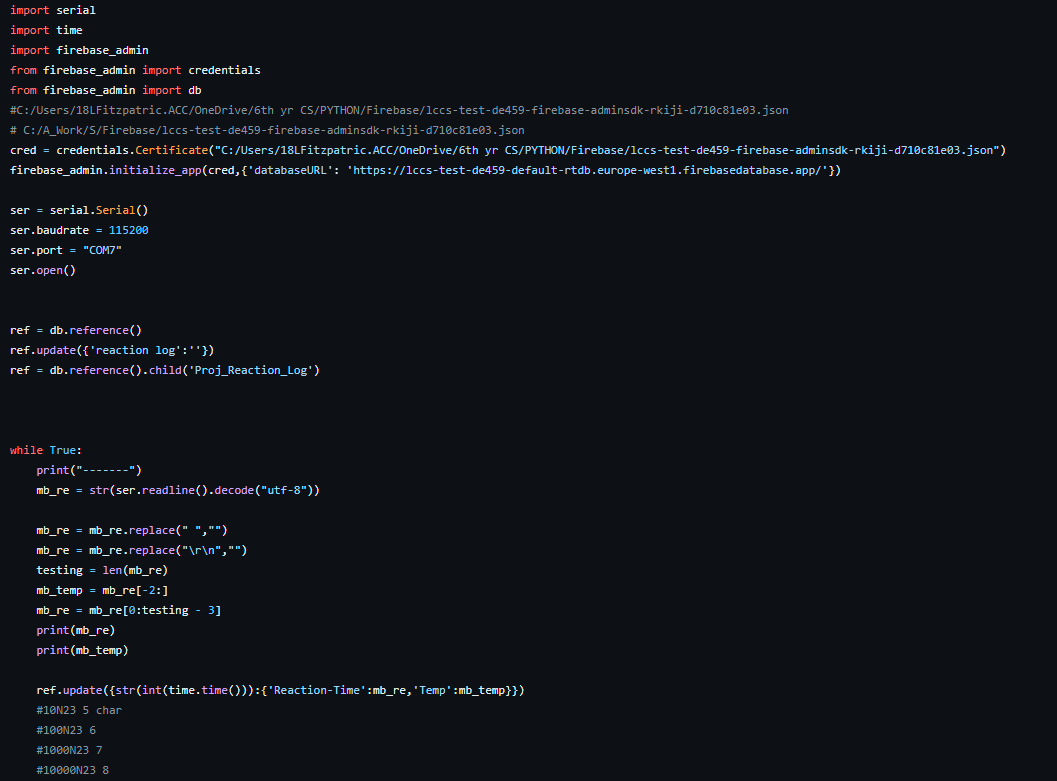 import serial
import time
import firebase_admin
from firebase_admin import credentials
from firebase_admin import db
#C:/Users/18LFitzpatric.ACC/OneDrive/6th yr CS/PYTHON/Firebase/lccs-test-de459-firebase-adminsdk-rkiji-d710c81e03.json
# C:/A_Work/S/Firebase/lccs-test-de459-firebase-adminsdk-rkiji-d710c81e03.json
cred = credentials.Certificate("C:/Users/18LFitzpatric.ACC/OneDrive/6th yr CS/PYTHON/Firebase/lccs-test-de459-firebase-adminsdk-rkiji-d710c81e03.json")
firebase_admin.initialize_app(cred,{'databaseURL': 'https://lccs-test-de459-default-rtdb.europe-west1.firebasedatabase.app/'})
ser = serial.Serial()
ser.baudrate = 115200
ser.port = "COM7"
ser.open()
ref = db.reference()
ref.update({'reaction log':''})
ref = db.reference().child('Proj_Reaction_Log')
while True:
    print("-------")
    mb_re = str(ser.readline().decode("utf-8"))
    mb_re = mb_re.replace(" ","")
    mb_re = mb_re.replace("\r\n","")
    testing = len(mb_re)
    mb_temp = mb_re[-2:]
    mb_re = mb_re[0:testing - 3]
    print(mb_re)
    print(mb_temp)
    ref.update({str(int(time.time())):{'Reaction-Time':mb_re,'Temp':mb_temp}})
    #10N23 5 char
    #100N23 6
    #1000N23 7
    #10000N23 8